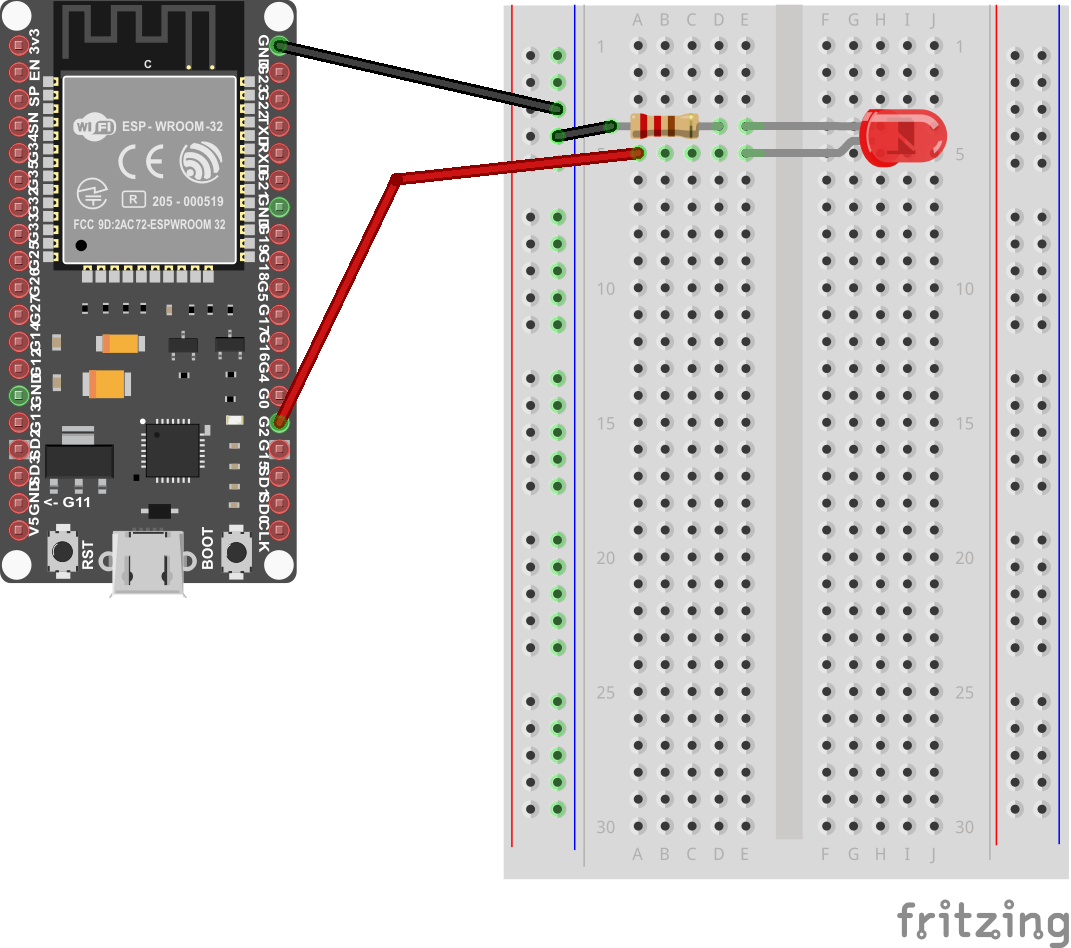 3v3
EN
SP
SN
G34
G35
G32
G33
G25
G26
G27
G14
G12
GND
G13
SD2
SD3
GND
V5
C
WiFi
ESP - WROOM-32
CE
R
205 - 000519
FCC 9D:2AC72-ESPWROOM 32
<- G11
RST
BOOT
GND
G23
G22
G21
GND
G19
G18
G5
G17
G16
G4
G0
G2
G15
SD1
SD0
CLK
A B C D E F G H I J
1 1
5 5
10 10
15 15
20 20
25 25
30 30
A B C D E F G H I J
fritzing